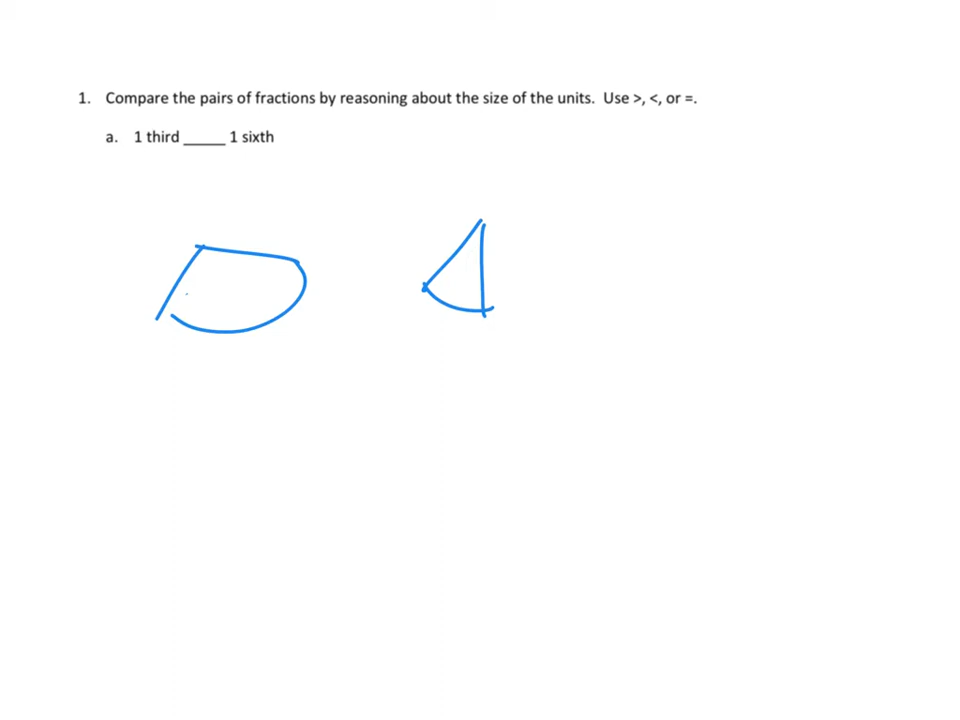 1. Compare the pairs of fractions by reasoning about the size of the units. Use >, <, or =.
a. 1 third _____ 1 sixth